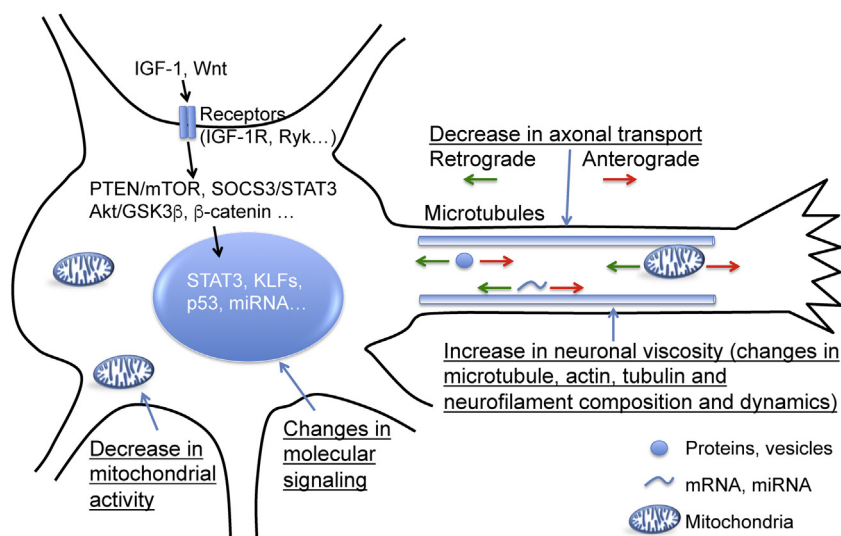 IGF-1, Wnt
Receptors
(IGF-1R, Ryk…)
PTEN/mTOR, SOCS3/STAT3
Akt/GSK3β, β-catenin …
STAT3, KLFs,
p53, miRNA…
Decrease in
mitochondrial
activity
Changes in
molecular
signaling
Decrease in axonal transport
Retrograde Anterograde
Microtubules
Increase in neuronal viscosity (changes in
microtubule, actin, tubulin and
neurofilament composition and dynamics)
Proteins, vesicles
mRNA, miRNA
Mitochondria